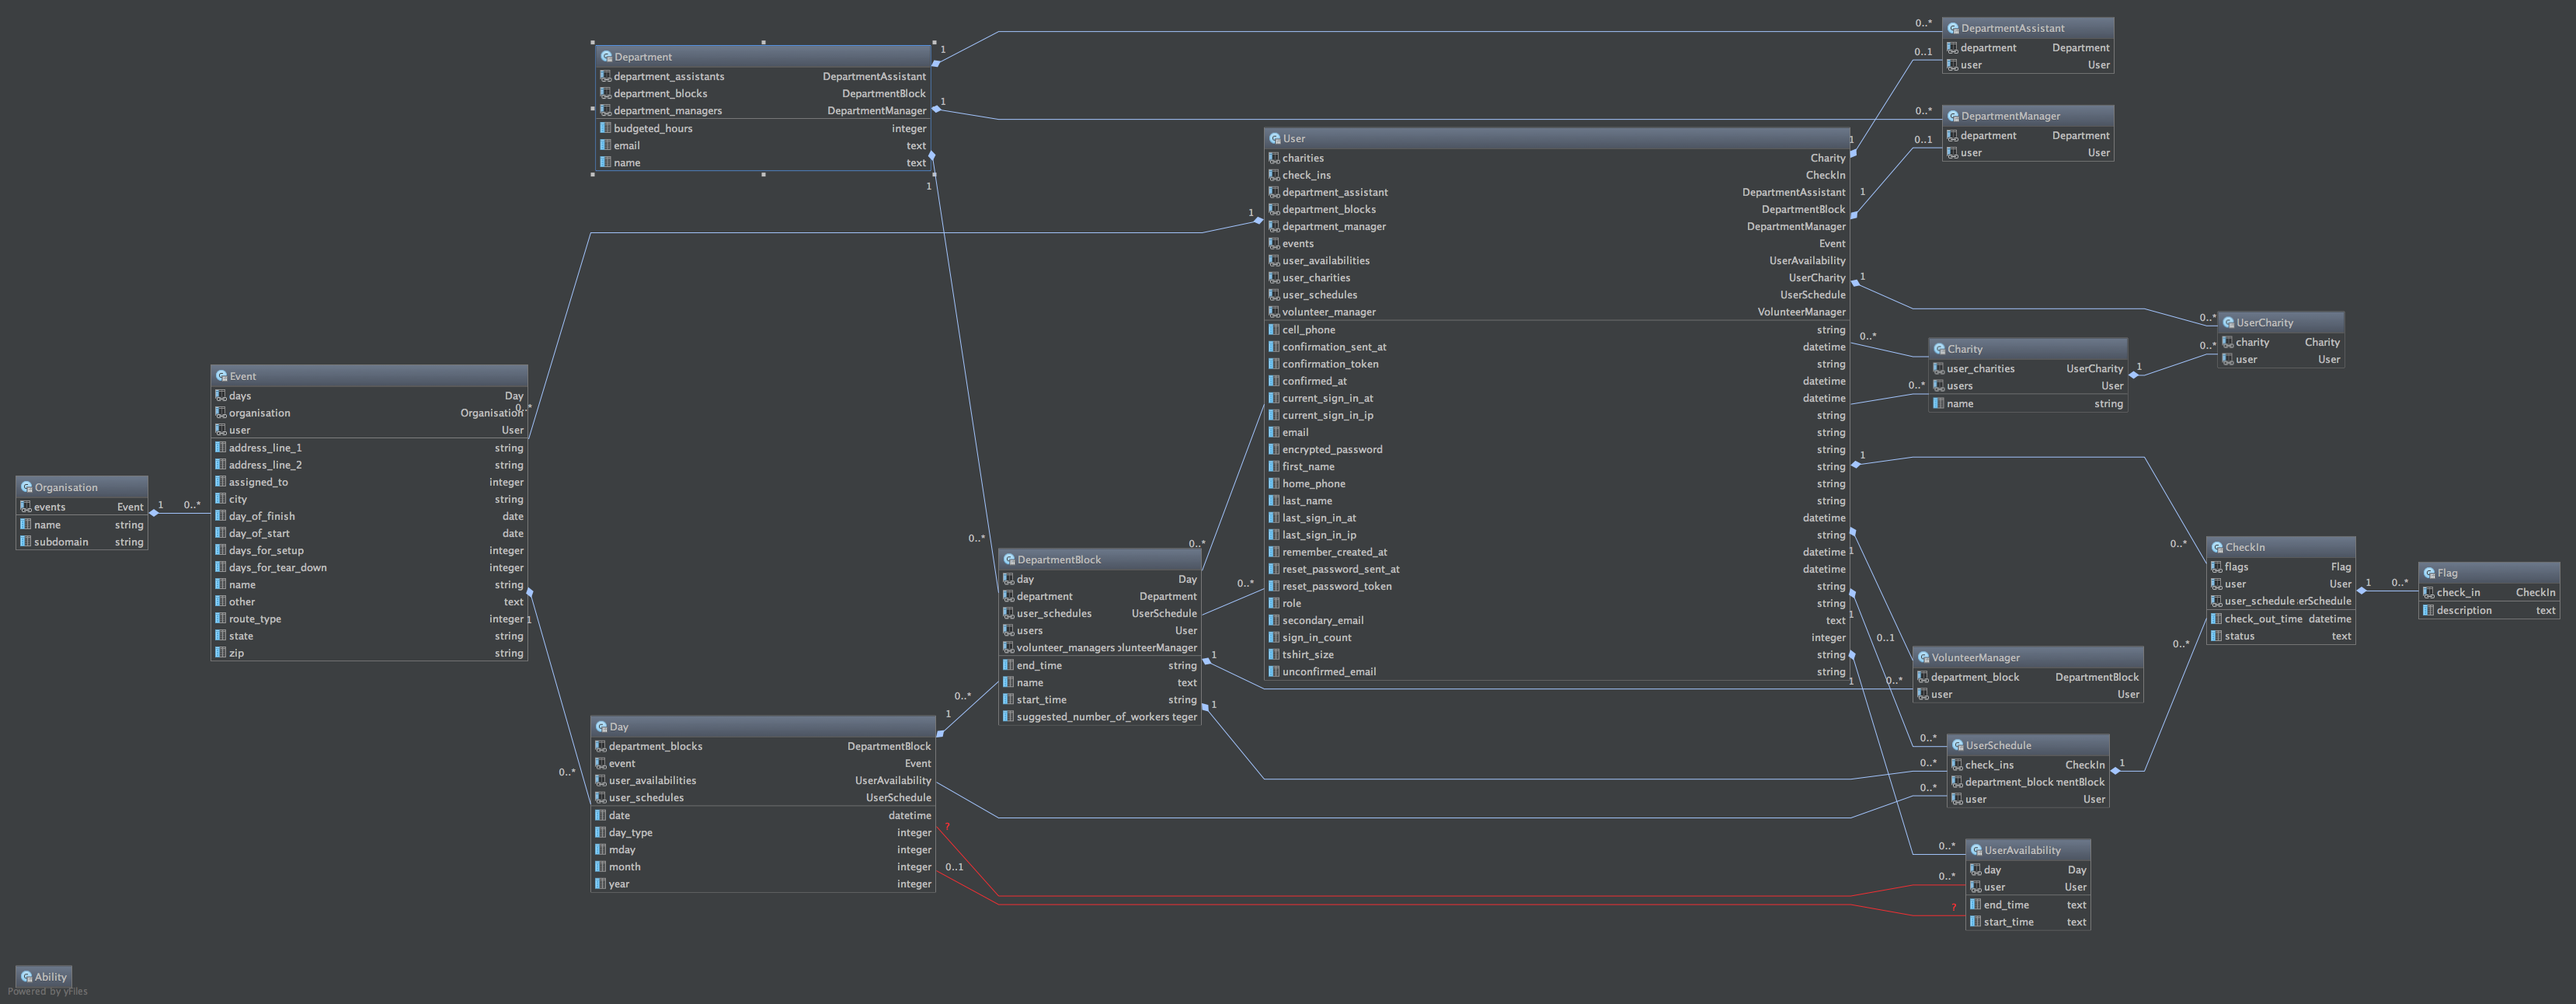 Department
department_assistants DepartmentAssistant
department_blocks DepartmentBlock
department_managers DepartmentManager
budgeted_hours integer
email text
name text
1
1
1
0..*
DepartmentAssistant
department Department
user User
0..1
0..*
DepartmentManager
department Department
user User
0..1
User
charities Charity
check_ins CheckIn
department_assistant DepartmentAssistant
department_blocks DepartmentBlock
department_manager DepartmentManager
events Event
user_availabilities UserAvailability
user_charities UserCharity
user_schedules UserSchedule
volunteer_manager VolunteerManager
cell_phone string
confirmation_sent_at datetime
confirmation_token string
confirmed_at datetime
current_sign_in_at datetime
current_sign_in_ip string
email string
encrypted_password string
first_name string
home_phone string
last_name string
last_sign_in_at datetime
last_sign_in_ip string
remember_created_at datetime
reset_password_sent_at datetime
reset_password_token string
role string
secondary_email text
sign_in_count integer
tshirt_size string
unconfirmed_email string
1
1
1
1
1
1
1
1
0..*
0..*
Charity
user_charities UserCharity
users User
name string
1
0..*
0..*
UserCharity
charity Charity
user User
Event
days Day
organisation Organisation
user User
address_line_1 string
address_line_2 string
assigned_to integer
city string
day_of_finish date
day_of_start date
days_for_setup integer
days_for_tear_down integer
name string
other text
route_type integer
state string
zip string
0..*
1
Organisation
events Event
name string
subdomain string
1 0..*
0..*
0..*
0..*
DepartmentBlock
day Day
department Department
user_schedules UserSchedule
users User
volunteer_managers olunteerManager
end_time string
name text
start_time string
suggested_number_of_workers teger
1
1
0..*
1
0..*
Day
department_blocks DepartmentBlock
event Event
user_availabilities UserAvailability
user_schedules UserSchedule
date datetime
day_type integer
mday integer
month integer
year integer
?
0..1
0..*
0..*
CheckIn
flags Flag
user User
user_schedule erSchedule
check_out_time datetime
status text
1 0..*
Flag
check_in CheckIn
description text
0..1
0..*
VolunteerManager
department_block DepartmentBlock
user User
0..*
0..*
0..*
UserSchedule
check_ins CheckIn
department_block mentBlock
user User
1
0..*
0..*
?
UserAvailability
day Day
user User
end_time text
start_time text
Ability
Powered by yFiles